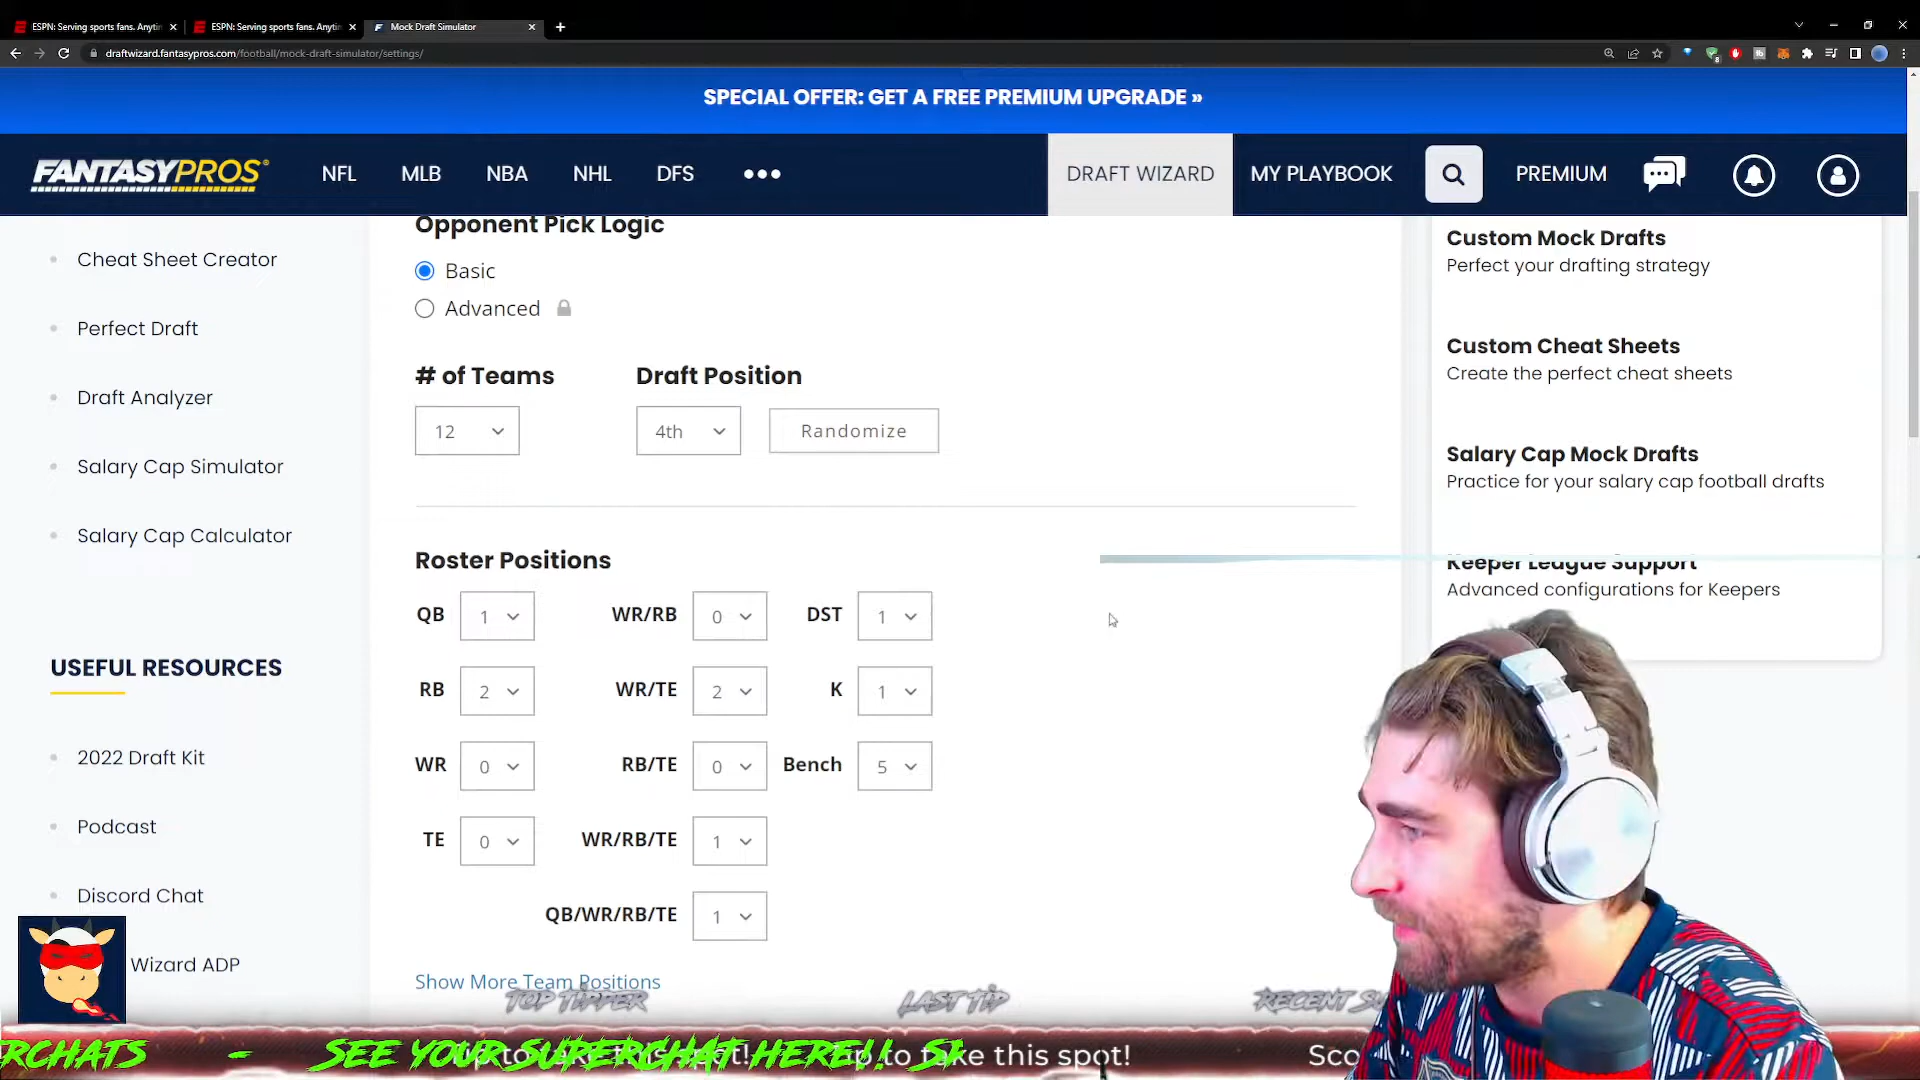 ESPN: Serving sports fans. Anytin
ESPN: Serving sports fans. Anytin
Mock Draft Simulator
draftwizard.fantasypros.com/football/mock-draft-simulator/settings/
SPECIAL OFFER: GET A FREE PREMIUM UPGRADE »
FANTASYPROS
NFL
MLB
NBA
NHL
DFS
DRAFT WIZARD
MY PLAYBOOK
PREMIUM
Cheat Sheet Creator
Perfect Draft
Draft Analyzer
Salary Cap Simulator
Salary Cap Calculator
USEFUL RESOURCES
2022 Draft Kit
Podcast
Discord Chat
Wizard ADP
Opponent Pick Logic
Basic
Advanced
# of Teams
Draft Position
12
4th
Randomize
Roster Positions
QB 1 WR/RB 0 DST 1
RB 2 WR/TE 2 K 1
WR 0 RB/TE 0 Bench 5
TE 0 WR/RB/TE 1
QB/WR/RB/TE 1
Show More Team Positions
Custom Mock Drafts
Perfect your drafting strategy
Custom Cheat Sheets
Create the perfect cheat sheets
Salary Cap Mock Drafts
Practice for your salary cap football drafts
Keeper League Support
Advanced configurations for Keepers
TOP TIPPER
LAST TIP
RECENT
RCHATS - SEE YOUR SUPERCHAT HERE!!
this spot!